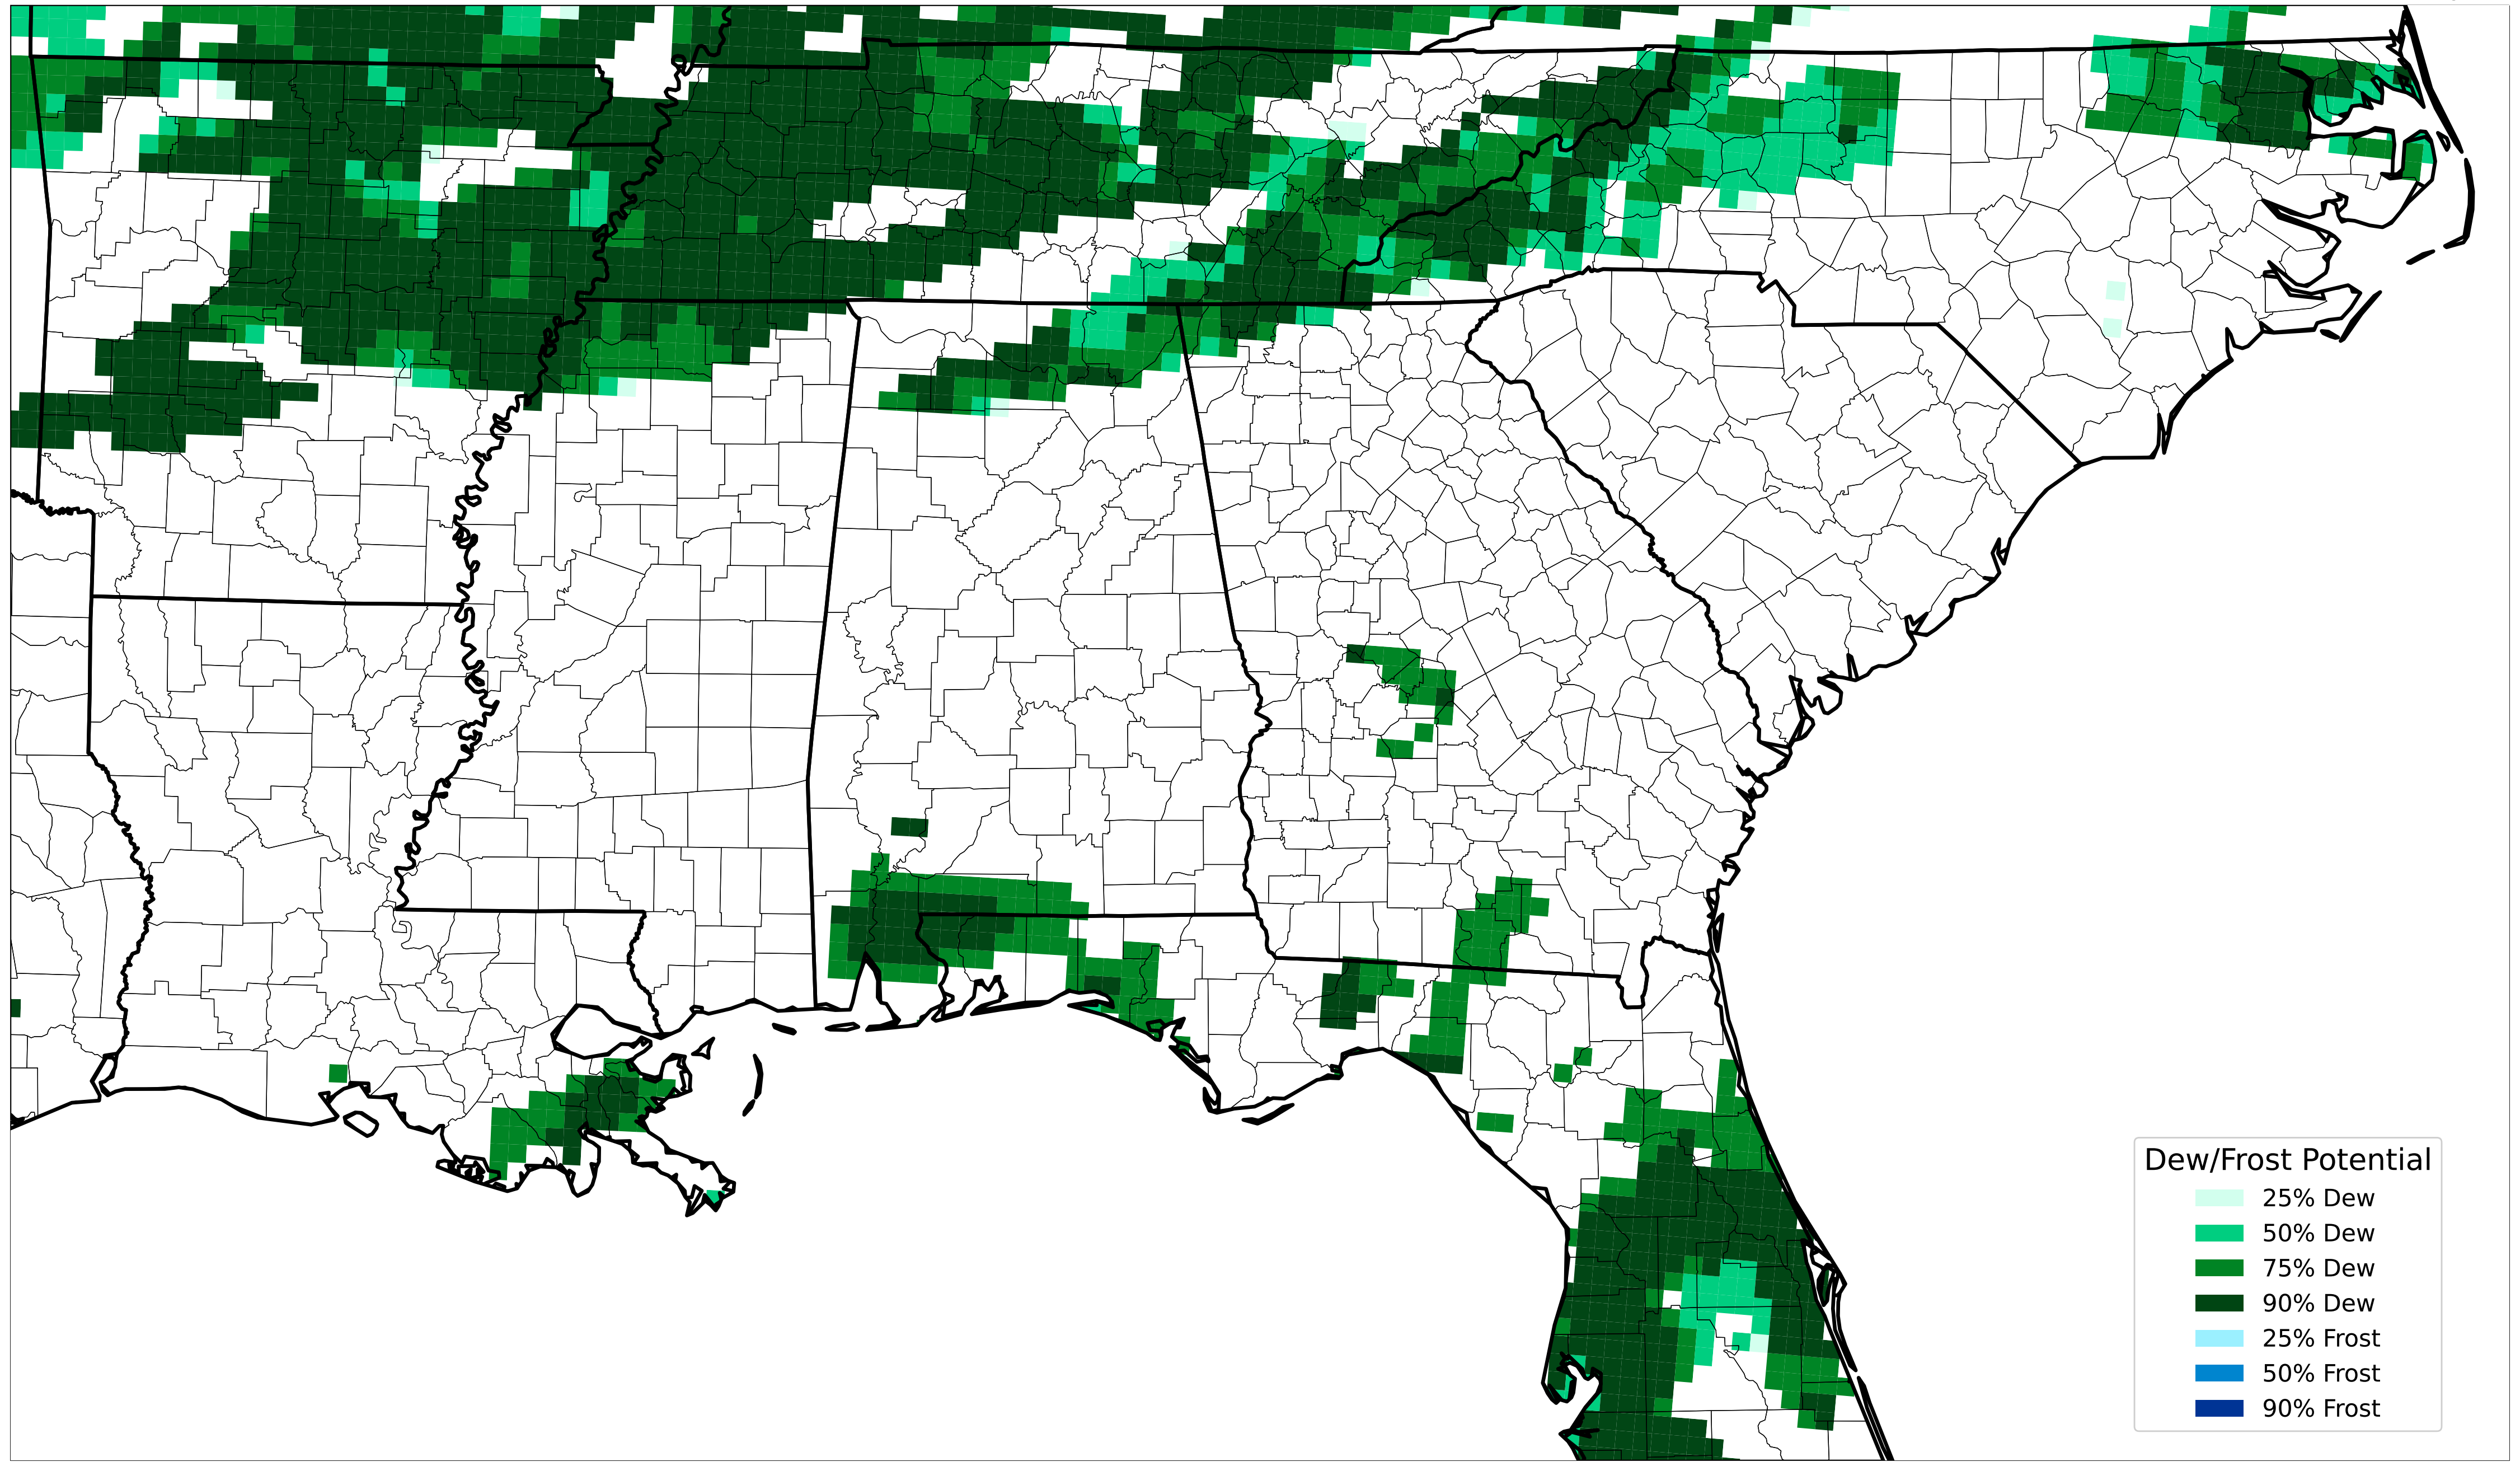 Dew/Frost Potential
25% Dew
50% Dew
75% Dew
90% Dew
25% Frost
50% Frost
90% Frost